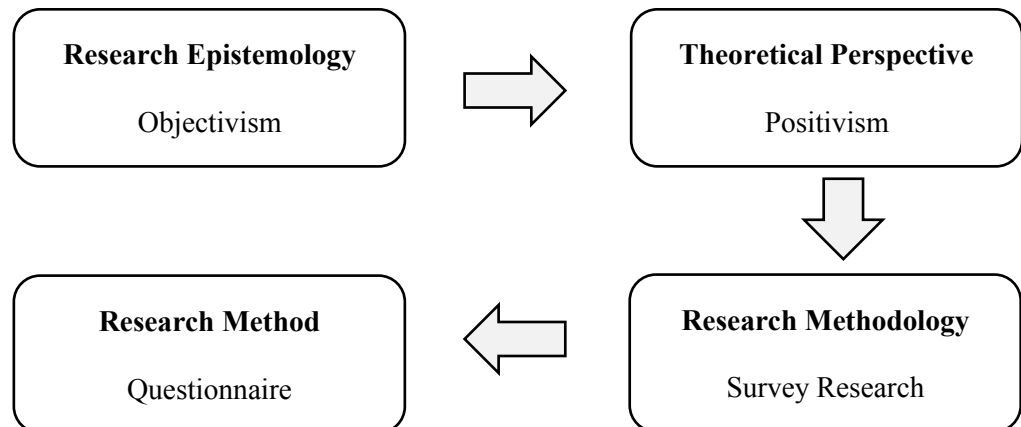 Research Epistemology
Objectivism
Theoretical Perspective
Positivism
Research Methodology
Survey Research
Research Method
Questionnaire